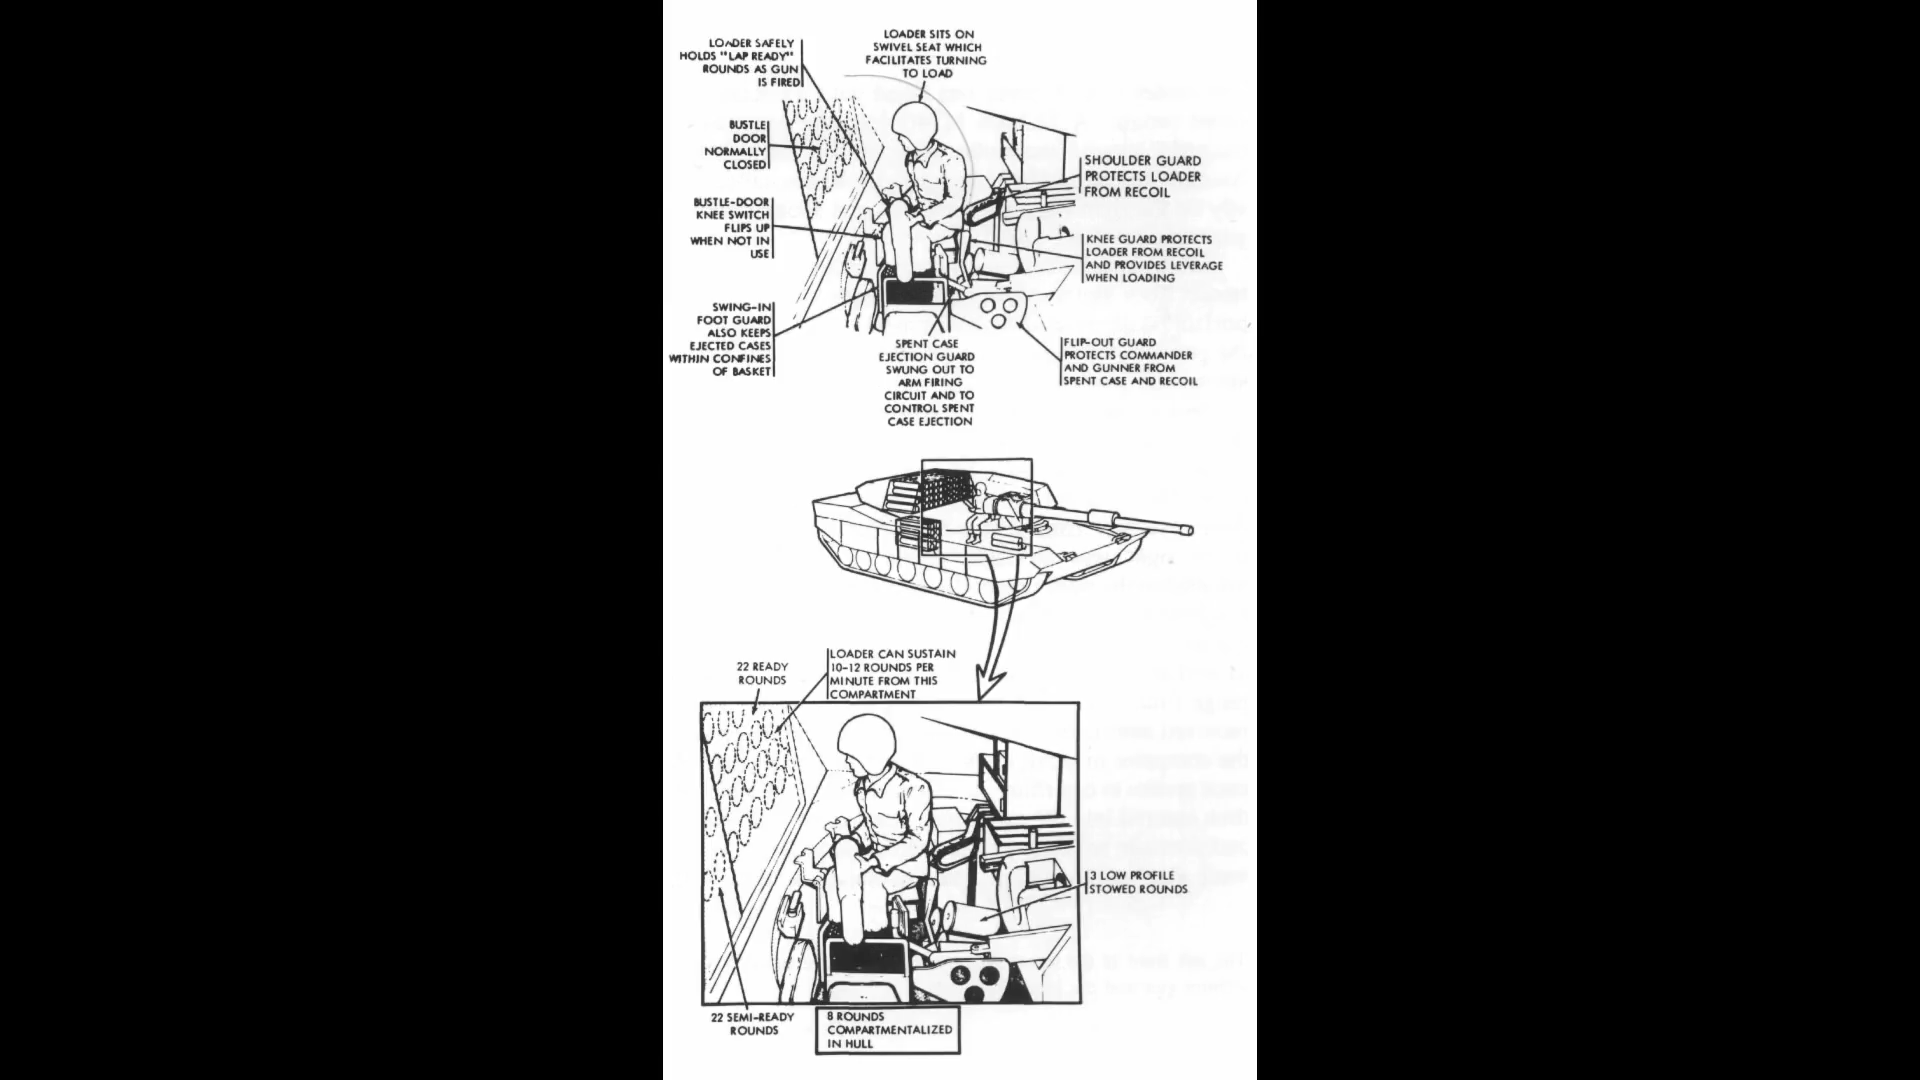 LOADER SAFELY
HOLDS "LAP READY"
ROUNDS AS GUN
IS FIRED
LOADER SITS ON
SWIVEL SEAT WHICH
FACILITATES TURNING
TO LOAD
BUSTLE
DOOR
NORMALLY
CLOSED
SHOULDER GUARD
PROTECTS LOADER
FROM RECOIL
BUSTLE-DOOR
KNEE SWITCH
FLIPS UP
WHEN NOT IN
USE
KNEE GUARD PROTECTS
LOADER FROM RECOIL
AND PROVIDES LEVERAGE
WHEN LOADING
SWING-IN
FOOT GUARD
ALSO KEEPS
EJECTED CASES
WITHIN CONFINES
OF BASKET
SPENT CASE
EJECTION GUARD
SWUNG OUT TO
ARM FIRING
CIRCUIT AND TO
CONTROL SPENT
CASE EJECTION
FLIP-OUT GUARD
PROTECTS COMMANDER
AND GUNNER FROM
SPENT CASE AND RECOIL
22 READY
ROUNDS
LOADER CAN SUSTAIN
10-12 ROUNDS PER
MINUTE FROM THIS
COMPARTMENT
3 LOW PROFILE
STOWED ROUNDS
22 SEMI-READY
ROUNDS
8 ROUNDS
COMPARTMENTALIZED
IN HULL